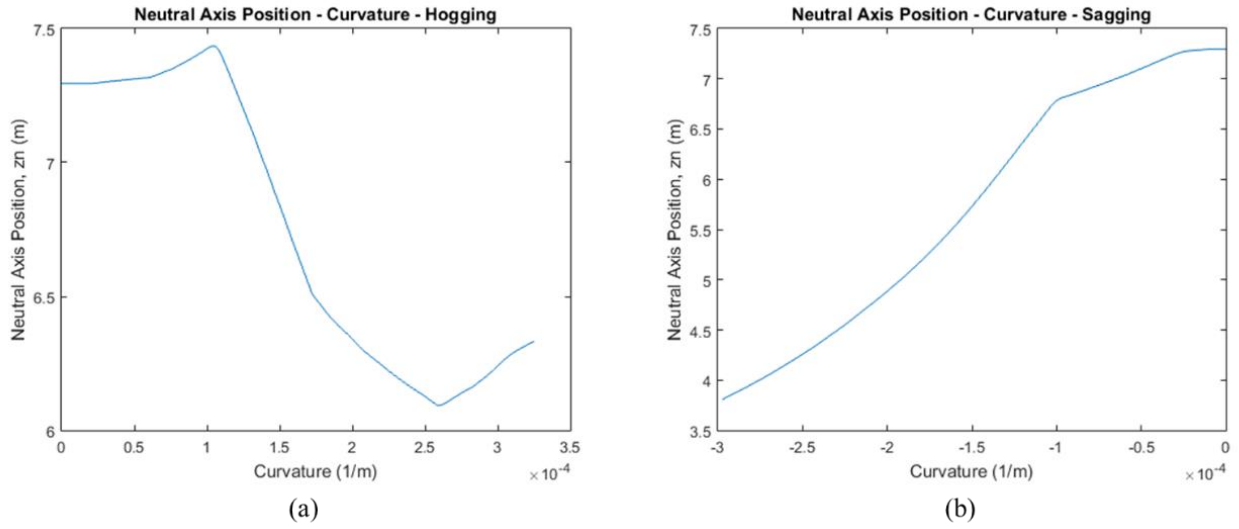 Neutral Axis Position - Curvature - Hogging
7.5
7
6.5
6
Neutral Axis Position, zn (m)
0 0.5 1 1.5 2 2.5 3 3.5
Curvature (1/m)
×10-4
(a)
Neutral Axis Position - Curvature - Sagging
7.5
7
6.5
6
5.5
5
4.5
4
3.5
Neutral Axis Position, zn (m)
-3 -2.5 -2 -1.5 -1 -0.5 0
Curvature (1/m)
×10-4
(b)